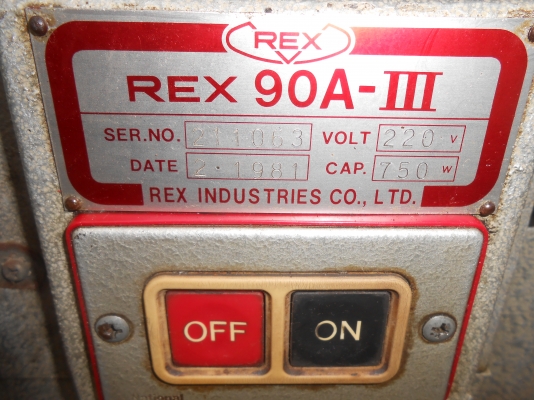 REX
REX 90A-III
SER.NO. 211063 VOLT 220 V
DATE 2.1981 CAP. 750 W
REX INDUSTRIES CO., LTD.
OFF ON